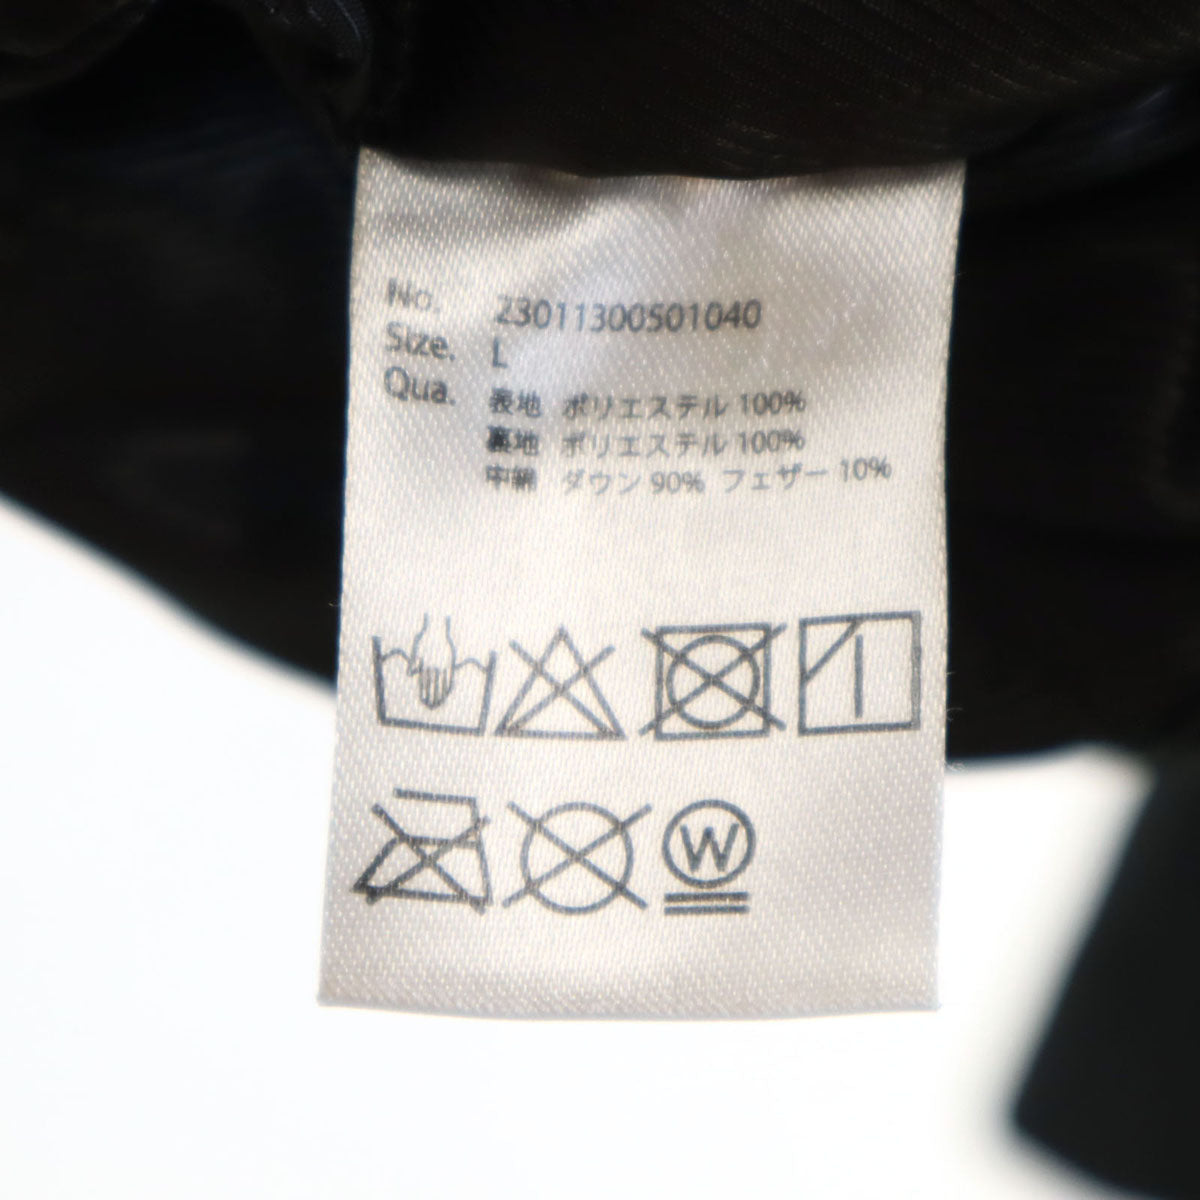 No. 23011300501040
Size. L
Qua. 表地 ポリエステル 100%
裏地 ポリエステル 100%
中綿 ダウン 90% フェザー 10%
W